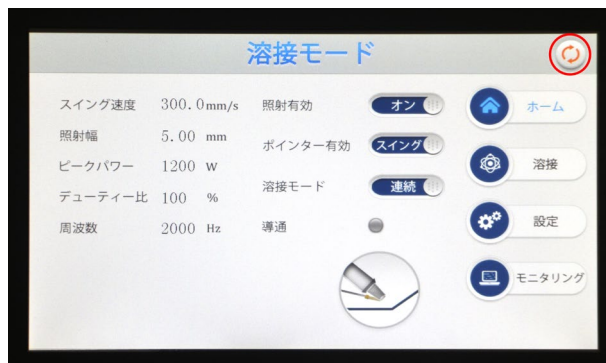 溶接モード
スイング速度 300.0mm/s
照射幅 5.00 mm
ピークパワー 1200 W
デューティー比 100 %
周波数 2000 Hz
照射有効 オン
ポインター有効 スイング
溶接モード 連続
導通
ホーム
溶接
設定
モニタリング